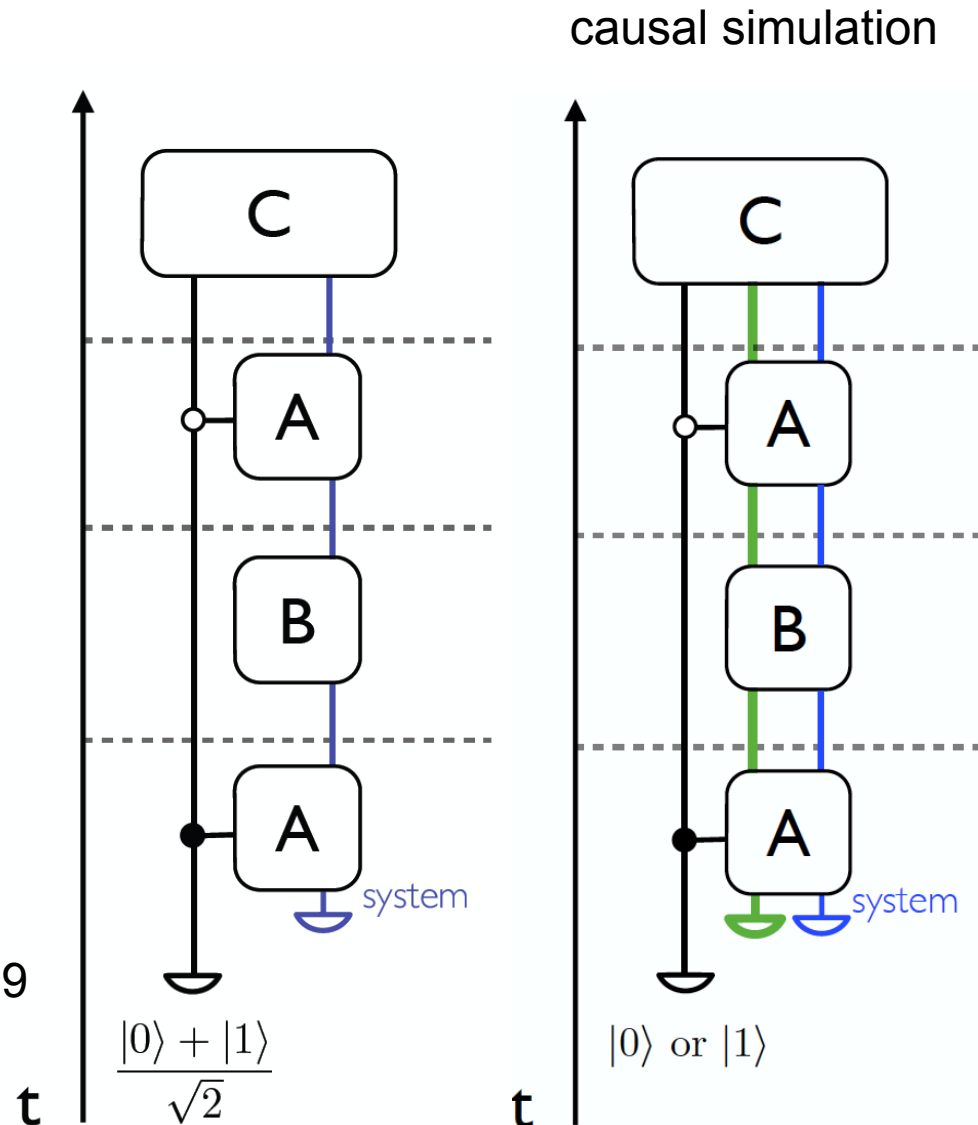 causal simulation
C
A
B
A
system
9
|0⟩ + |1⟩
√2
t
C
A
B
A
system
|0⟩ or |1⟩
t